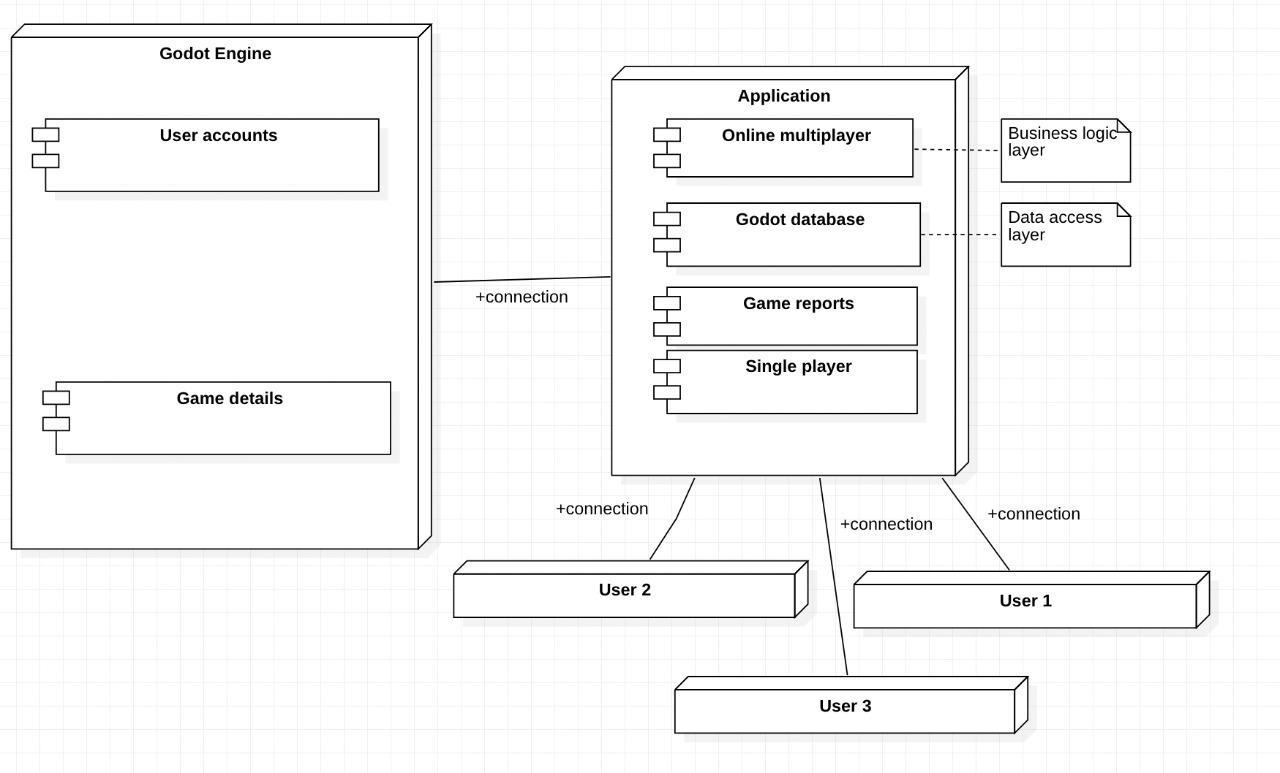 Godot Engine
User accounts
Game details
+connection
Application
Online multiplayer
Godot database
Game reports
Single player
Business logic
layer
Data access
layer
+connection
+connection
+connection
User 2
User 1
User 3